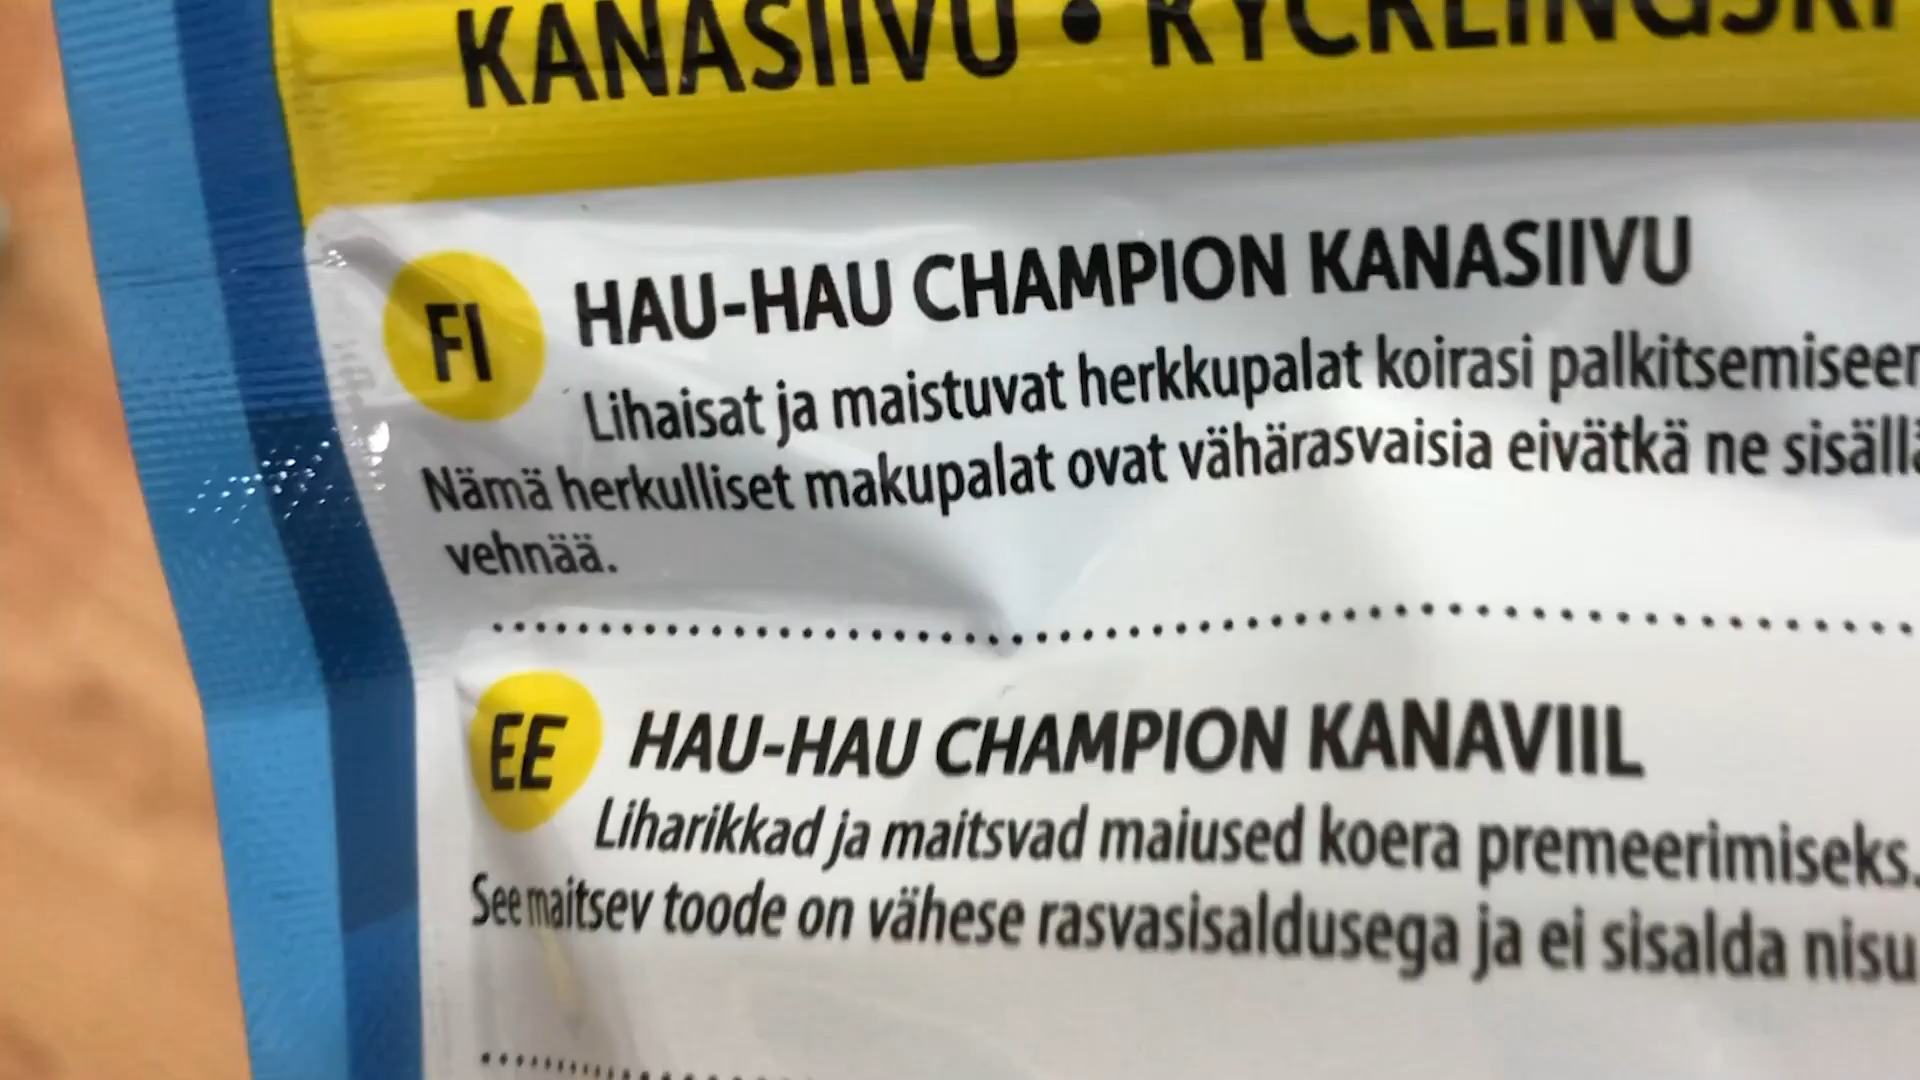 KANASIIVU • KYCKLINGSKI
FI
HAU-HAU CHAMPION KANASIIVU
Lihaisat ja maistuvat herkkupalat koirasi palkitsemiseen
Nämä herkulliset makupalat ovat vähärasvaisia eivätkä ne sisällä
vehnää.
EE
HAU-HAU CHAMPION KANAVIIL
Liharikkad ja maitsvad maiused koera premeerimiseks.
See maitsev toode on vähese rasvasisaldusega ja ei sisalda nisu